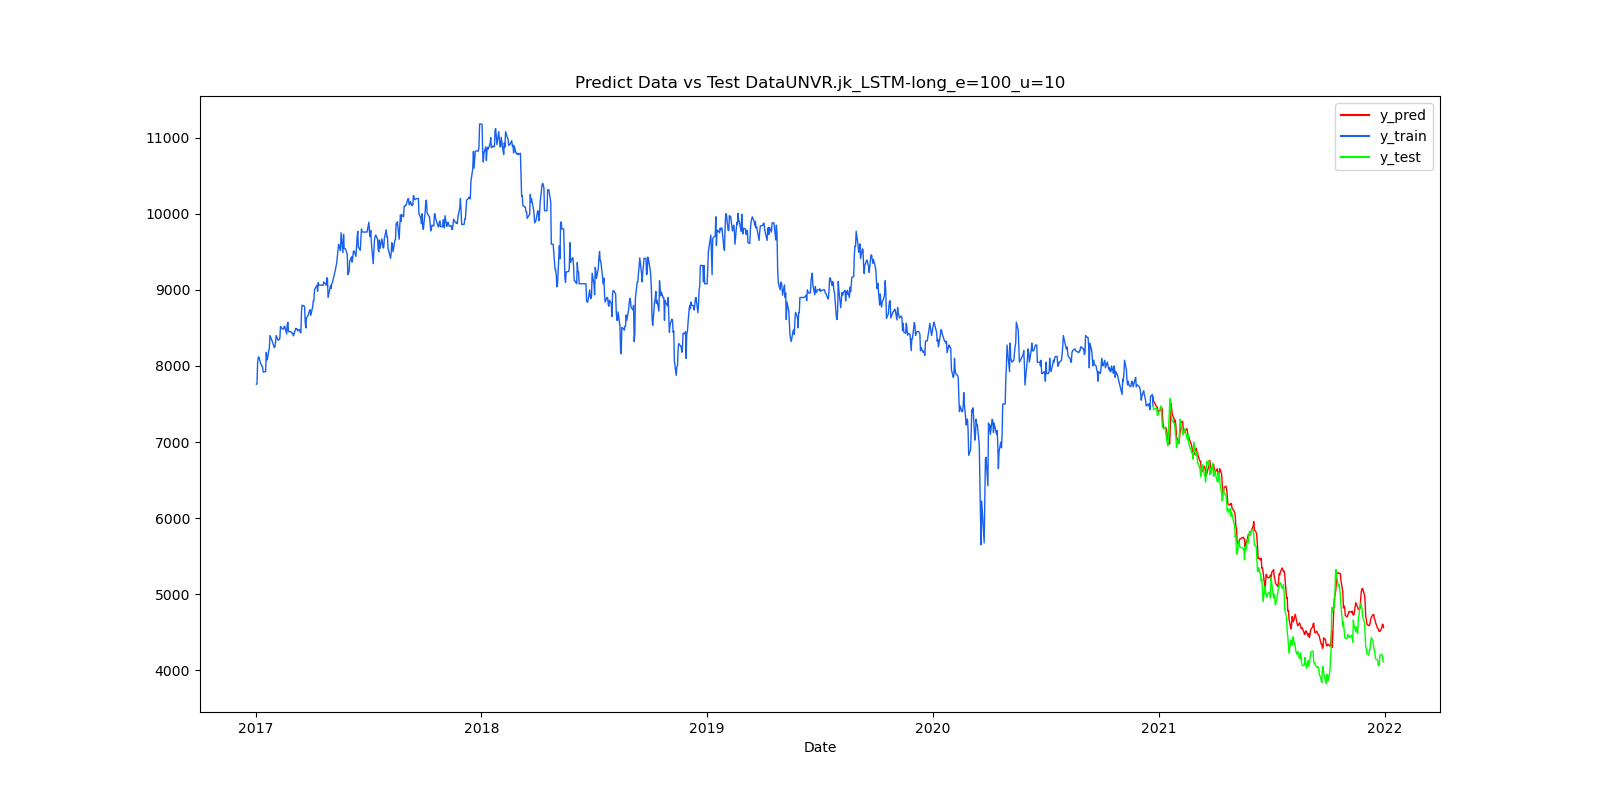 Predict Data vs Test DataUNVR.jk_LSTM-long_e=100_u=10
y_pred
y_train
y_test
11000
10000
9000
8000
7000
6000
5000
4000
2017 2018 2019 2020 2021 2022
Date